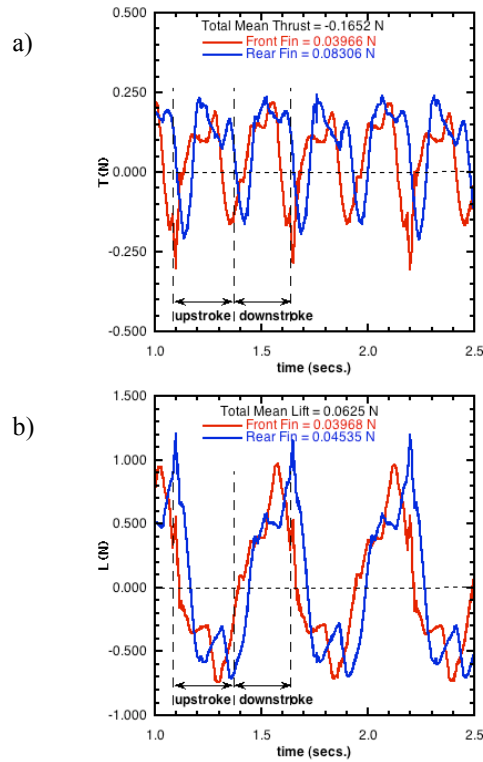 a)
0.500
Total Mean Thrust = -0.1652 N
Front Fin = 0.03966 N
Rear Fin = 0.08306 N
0.250
T(N)
0.000
-0.250
upstroke
downstroke
-0.500
1.0 1.5 2.0 2.5
time (secs.)
b)
1.500
Total Mean Lift = 0.0625 N
Front Fin = 0.03968 N
Rear Fin = 0.04535 N
1.000
0.500
L(N)
0.000
-0.500
upstroke
downstroke
-1.000
1.0 1.5 2.0 2.5
time (secs.)